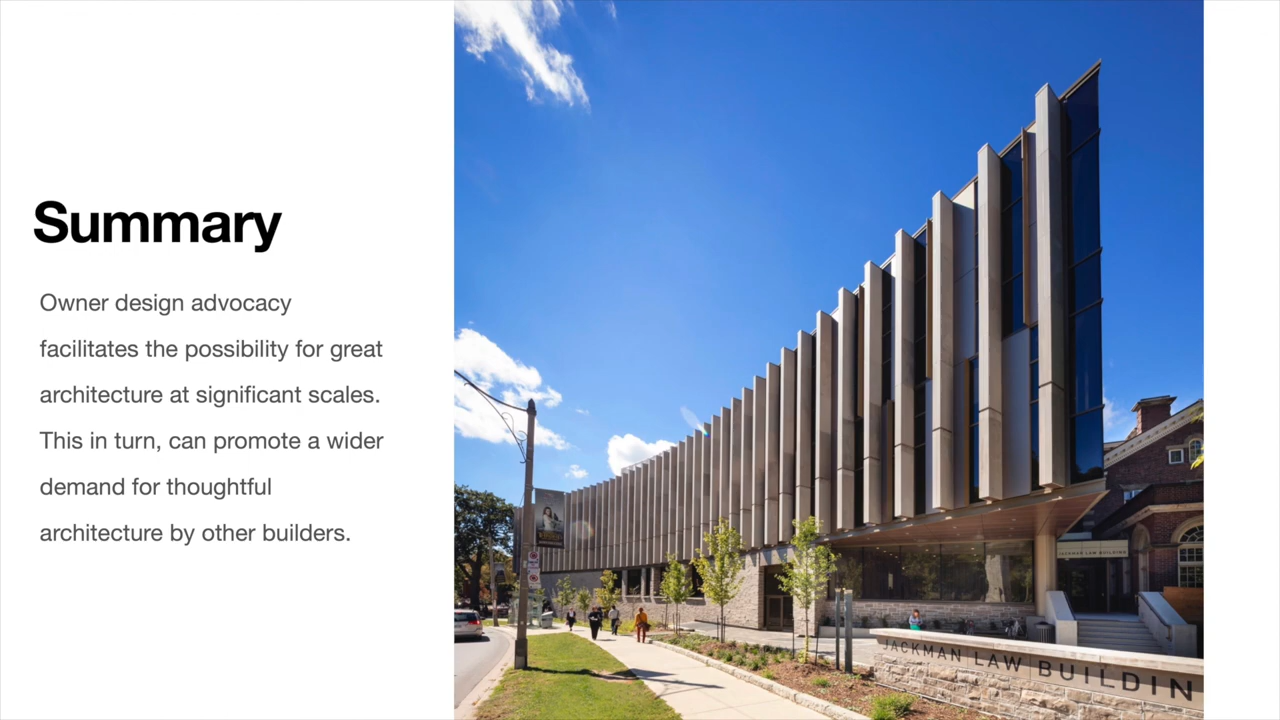 Summary
Owner design advocacy
facilitates the possibility for great
architecture at significant scales.
This in turn, can promote a wider
demand for thoughtful
architecture by other builders.
JACKMAN LAW BUILDING
JACKMAN LAW BUILDIN